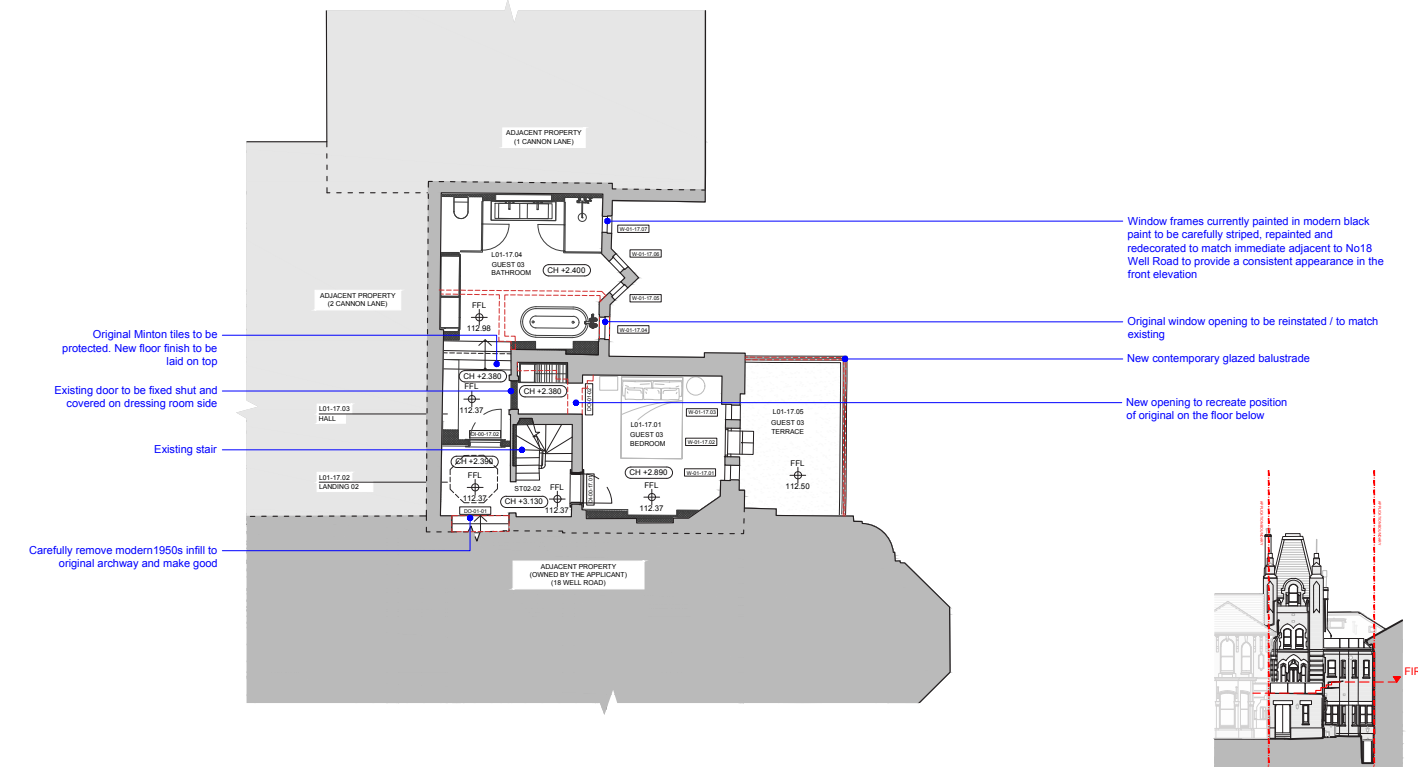 ADJACENT PROPERTY
(1 CANNON LANE)
ADJACENT PROPERTY
(2 CANNON LANE)
L01-17.04
GUEST 03
BATHROOM
CH +2.400
FFL
112.98
W-01-17.07
W-01-17.06
W-01-17.05
W-01-17.04
Window frames currently painted in modern black
paint to be carefully striped, repainted and
redecorated to match immediate adjacent to No18
Well Road to provide a consistent appearance in the
front elevation
Original window opening to be reinstated / to match
existing
New contemporary glazed balustrade
New opening to recreate position
of original on the floor below
Original Minton tiles to be
protected. New floor finish to be
laid on top
Existing door to be fixed shut and
covered on dressing room side
L01-17.03
HALL
Existing stair
L01-17.02
LANDING 02
Carefully remove modern1950s infill to
original archway and make good
CH +2.380
FFL
112.37
CH +2.380
DI-00-17.02
CH +2.390
FFL
112.37
DO-01-01
ST02-02
CH +3.130
FFL
112.37
L01-17.01
GUEST 03
BEDROOM
CH +2.890
FFL
112.37
W-01-17.03
W-01-17.02
W-01-17.01
L01-17.05
GUEST 03
TERRACE
FFL
112.50
ADJACENT PROPERTY
(OWNED BY THE APPLICANT)
(18 WELL ROAD)
FIR